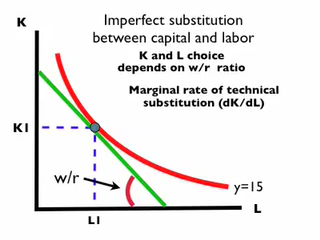 K
Imperfect substitution
between capital and labor
K and L choice
depends on w/r ratio
Marginal rate of technical
substitution (dK/dL)
K1
w/r
y=15
L1
L